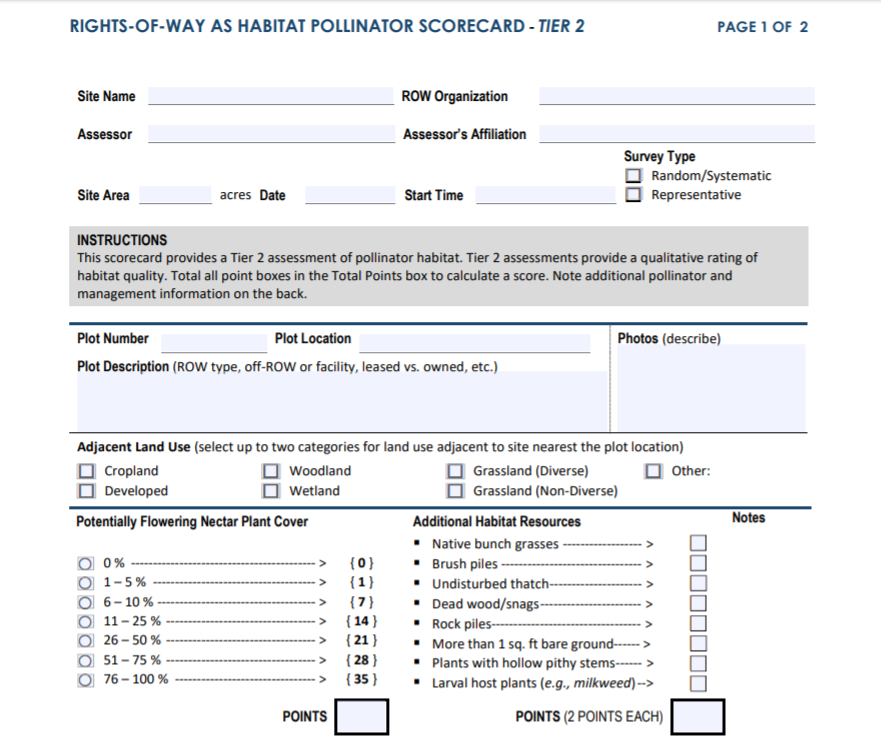 RIGHTS-OF-WAY AS HABITAT POLLINATOR SCORECARD - TIER 2 PAGE 1 OF 2
Site Name ROW Organization
Assessor Assessor's Affiliation
Survey Type
Random/Systematic
Site Area acres Date Start Time Representative
INSTRUCTIONS
This scorecard provides a Tier 2 assessment of pollinator habitat. Tier 2 assessments provide a qualitative rating of
habitat quality. Total all point boxes in the Total Points box to calculate a score. Note additional pollinator and
management information on the back.
Plot Number Plot Location Photos (describe)
Plot Description (ROW type, off-ROW or facility, leased vs. owned, etc.)
Adjacent Land Use (select up to two categories for land use adjacent to site nearest the plot location)
Cropland Woodland Grassland (Diverse) Other:
Developed Wetland Grassland (Non-Diverse)
Potentially Flowering Nectar Plant Cover
0 % ------------------------------------> { 0 }
1 – 5 % --------------------------------> { 1 }
6 – 10 % -------------------------------> { 7 }
11 – 25 % ------------------------------> { 14 }
26 – 50 % ------------------------------> { 21 }
51 – 75 % ------------------------------> { 28 }
76 – 100 % ----------------------------> { 35 }
POINTS
Additional Habitat Resources Notes
▪ Native bunch grasses ---------------- >
▪ Brush piles ---------------------------- >
▪ Undisturbed thatch------------------- >
▪ Dead wood/snags--------------------- >
▪ Rock piles------------------------------ >
▪ More than 1 sq. ft bare ground------ >
▪ Plants with hollow pithy stems------ >
▪ Larval host plants (e.g., milkweed) -->
POINTS (2 POINTS EACH)